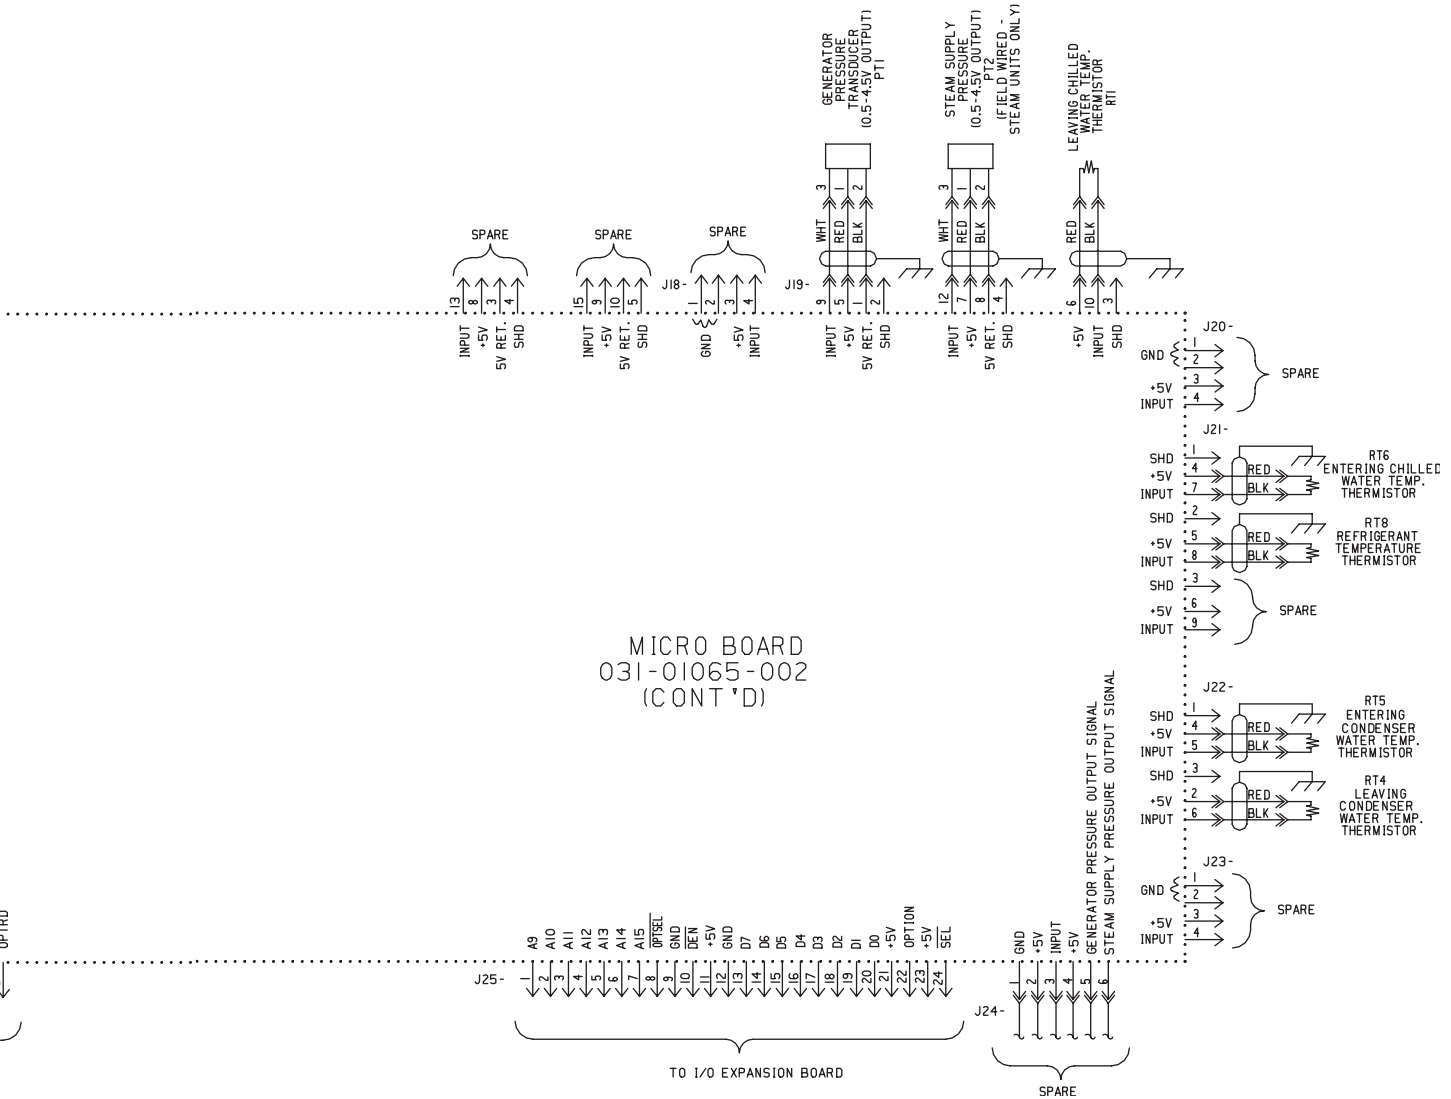 GENERATOR
PRESSURE
TRANSDUCER
(0.5-4.5V OUTPUT)
PT1
STEAM SUPPLY
PRESSURE
(0.5-4.5V OUTPUT)
PT2
(FIELD WIRED -
STEAM UNITS ONLY)
LEAVING CHILLED
WATER TEMP.
THERMISTOR
RT1
3 1 2
3 1 2
WHT RED BLK
WHT RED BLK
RED BLK
SPARE
SPARE
SPARE
13 8 3 4
15 9 10 5
J18-
1 2 3 4
J19-
9 5 1 2
12 7 8 4
6 10 3
INPUT +5V 5V RET. SHD
INPUT +5V 5V RET. SHD
GND +5V INPUT
INPUT +5V 5V RET. SHD
INPUT +5V 5V RET. SHD
+5V INPUT SHD
J20-
GND 1
2
+5V 3
INPUT 4
SPARE
J21-
SHD 1
+5V 4 RED
INPUT 7 BLK
RT6
ENTERING CHILLED
WATER TEMP.
THERMISTOR
SHD 2
+5V 5 RED
INPUT 8 BLK
RT8
REFRIGERANT
TEMPERATURE
THERMISTOR
SHD 3
+5V 6
INPUT 9
SPARE
MICRO BOARD
031-01065-002
(CONT'D)
J22-
SHD 1
+5V 4 RED
INPUT 5 BLK
RT5
ENTERING
CONDENSER
WATER TEMP.
THERMISTOR
SHD 3
+5V 2 RED
INPUT 6 BLK
RT4
LEAVING
CONDENSER
WATER TEMP.
THERMISTOR
J23-
GND 1
2
+5V 3
INPUT 4
SPARE
OPTRD
A9 A10 A11 A12 A13 A14 A15 OPTSEL GND DEN +5V GND D7 D6 D5 D4 D3 D2 D1 D0 +5V OPTION +5V SEL
J25-
1 2 3 4 5 6 7 8 9 10 11 12 13 14 15 16 17 18 19 20 21 22 23 24
TO I/O EXPANSION BOARD
GND +5V INPUT +5V GENERATOR PRESSURE OUTPUT SIGNAL STEAM SUPPLY PRESSURE OUTPUT SIGNAL
1 2 3 4 5 6
J24-
SPARE